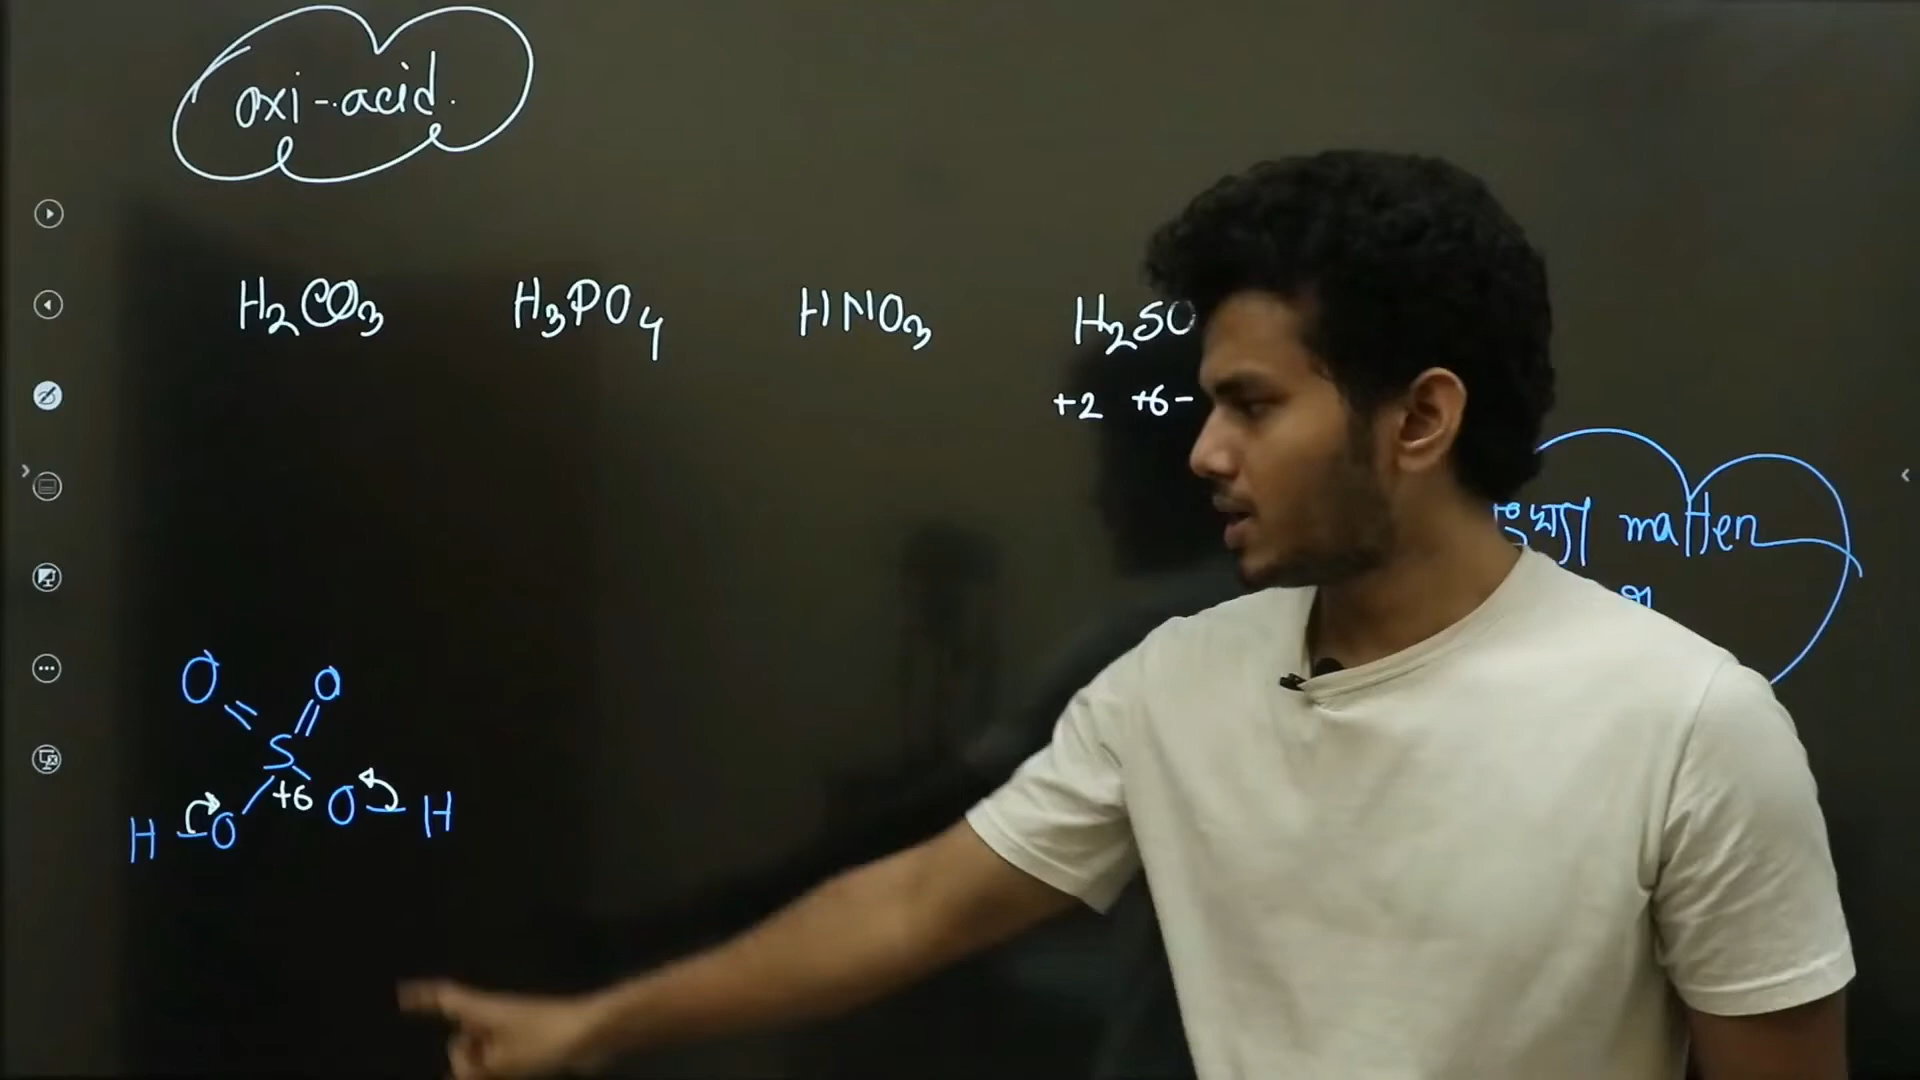 oxi-acid.
H2CO3 H3PO4 HNO3 H2SO
+2 +6-
matter
O O
S
+6
H O O H